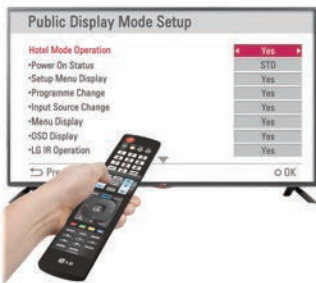 Public Display Mode Setup
Hotel Mode Operation Yes
•Power On Status STD
•Setup Menu Display Yes
•Programme Change Yes
•Input Source Change Yes
•Menu Display Yes
•OSD Display Yes
•LG IR Operation Yes
OK
LG